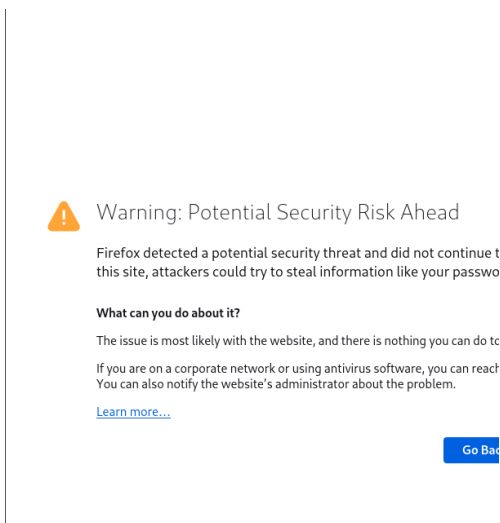 Warning: Potential Security Risk Ahead
Firefox detected a potential security threat and did not continue t
this site, attackers could try to steal information like your passwo
What can you do about it?
The issue is most likely with the website, and there is nothing you can do to
If you are on a corporate network or using antivirus software, you can reach
You can also notify the website’s administrator about the problem.
Learn more…
Go Bac